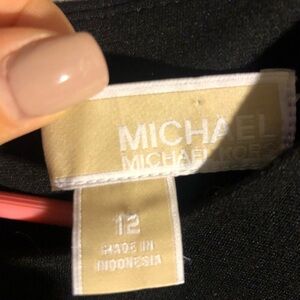 MICHAEL
MICHAEL KORS
12
MADE IN
INDONESIA